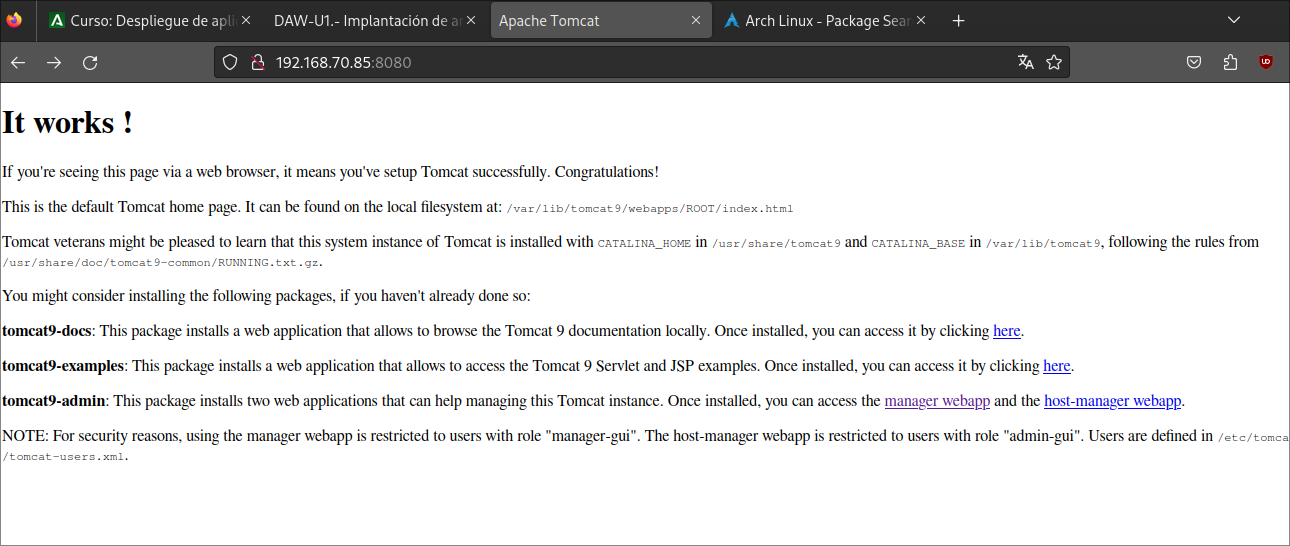 Curso: Despliegue de apli
DAW-U1.- Implantación de ar
Apache Tomcat
Arch Linux - Package Sear
192.168.70.85:8080
It works !
If you're seeing this page via a web browser, it means you've setup Tomcat successfully. Congratulations!
This is the default Tomcat home page. It can be found on the local filesystem at: /var/lib/tomcat9/webapps/ROOT/index.html
Tomcat veterans might be pleased to learn that this system instance of Tomcat is installed with CATALINA_HOME in /usr/share/tomcat9 and CATALINA_BASE in /var/lib/tomcat9, following the rules from
/usr/share/doc/tomcat9-common/RUNNING.txt.gz.
You might consider installing the following packages, if you haven't already done so:
tomcat9-docs: This package installs a web application that allows to browse the Tomcat 9 documentation locally. Once installed, you can access it by clicking here.
tomcat9-examples: This package installs a web application that allows to access the Tomcat 9 Servlet and JSP examples. Once installed, you can access it by clicking here.
tomcat9-admin: This package installs two web applications that can help managing this Tomcat instance. Once installed, you can access the manager webapp and the host-manager webapp.
NOTE: For security reasons, using the manager webapp is restricted to users with role "manager-gui". The host-manager webapp is restricted to users with role "admin-gui". Users are defined in /etc/tomca
/tomcat-users.xml.